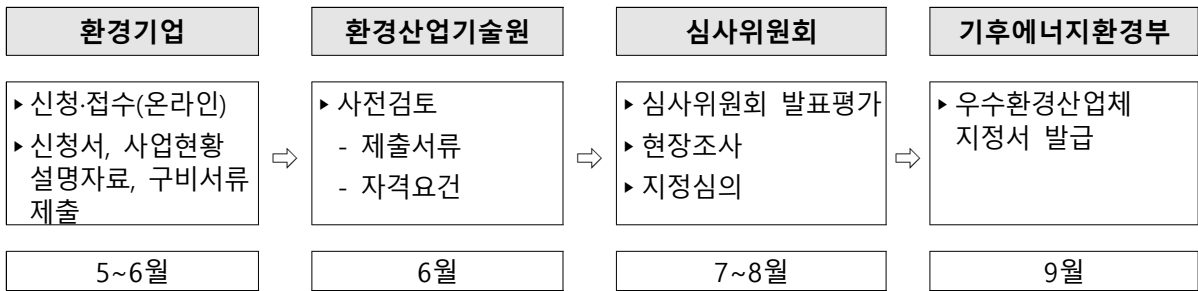 환경기업
▸신청·접수(온라인)
▸신청서, 사업현황
설명자료, 구비서류
제출
5~6월
⇨
환경산업기술원
▸사전검토
- 제출서류
- 자격요건
6월
⇨
심사위원회
▸심사위원회 발표평가
▸현장조사
▸지정심의
7~8월
⇨
기후에너지환경부
▸우수환경산업체
지정서 발급
9월